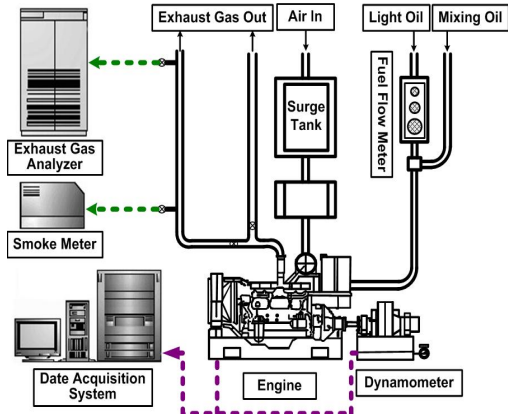 Exhaust Gas Out
Air In
Light Oil
Mixing Oil
Surge
Tank
Fuel Flow Meter
Exhaust Gas
Analyzer
Smoke Meter
Date Acquisition
System
Engine
Dynamometer